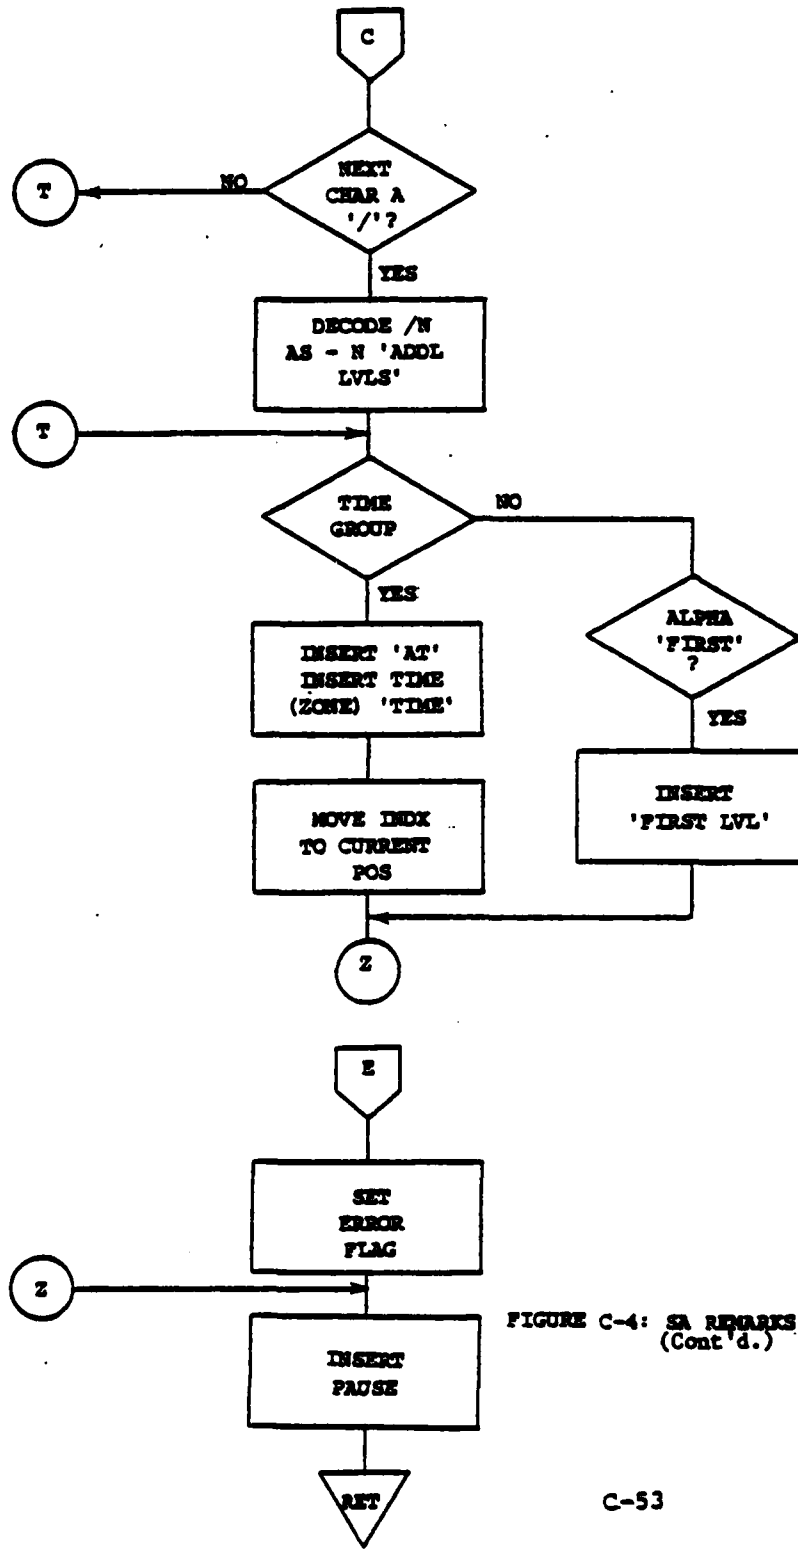 C
NEXT
CHAR A
'/'?
NO
T
YES
DECODE /N
AS - N 'ADDL
LVLS'
T
TIME
GROUP
NO
YES
ALPHA
'FIRST'
?
YES
INSERT 'AT'
INSERT TIME
(ZONE) 'TIME'
INSERT
'FIRST LVL'
MOVE INDX
TO CURRENT
POS
Z
E
SET
ERROR
FLAG
Z
INSERT
PAUSE
FIGURE C-4: SA REMARKS
(Cont'd.)
RET
C-53